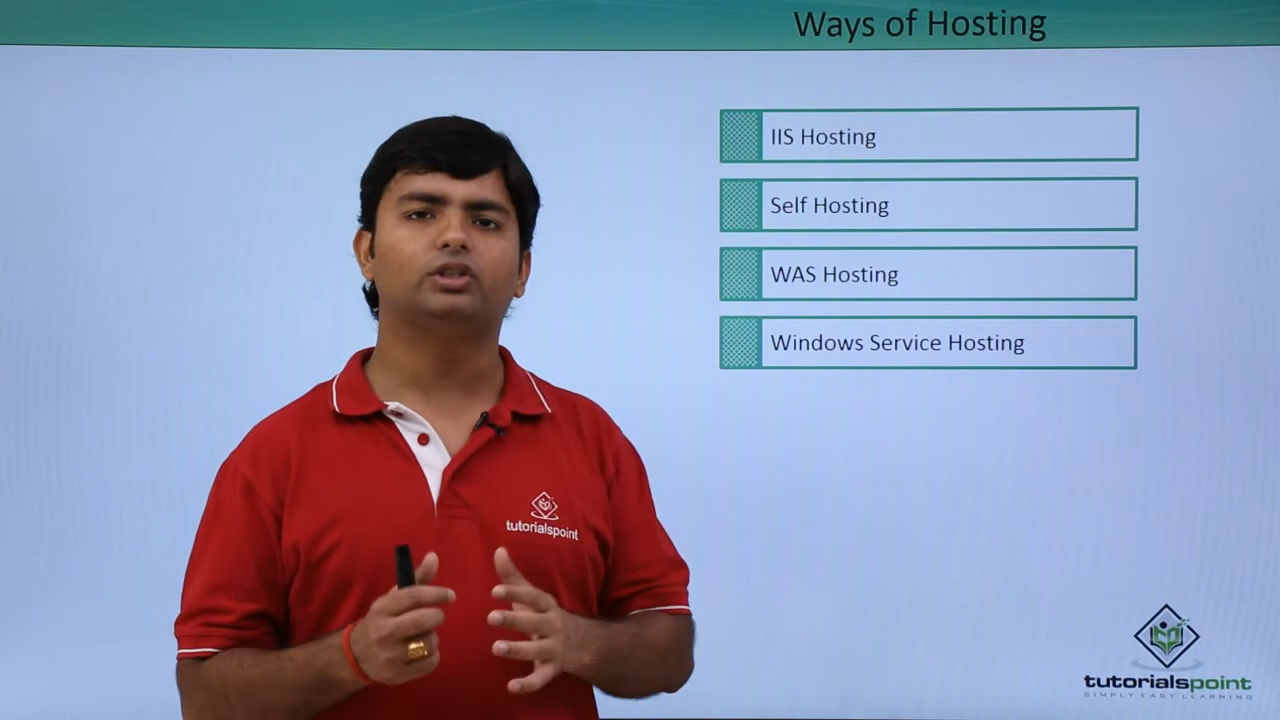 Ways of Hosting
IIS Hosting
Self Hosting
WAS Hosting
Windows Service Hosting
tutorialspoint
tutorialspoint
SIMPLY EASY LEARNING